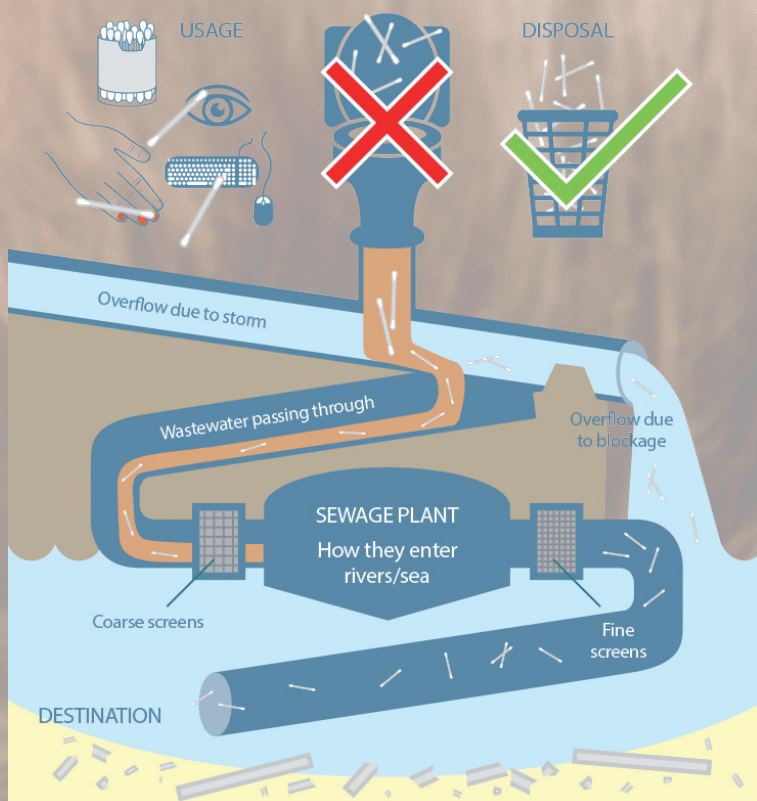 USAGE
DISPOSAL
Overflow due to storm
Wastewater passing through
Overflow due
to blockage
SEWAGE PLANT
How they enter
rivers/sea
Coarse screens
Fine
screens
DESTINATION